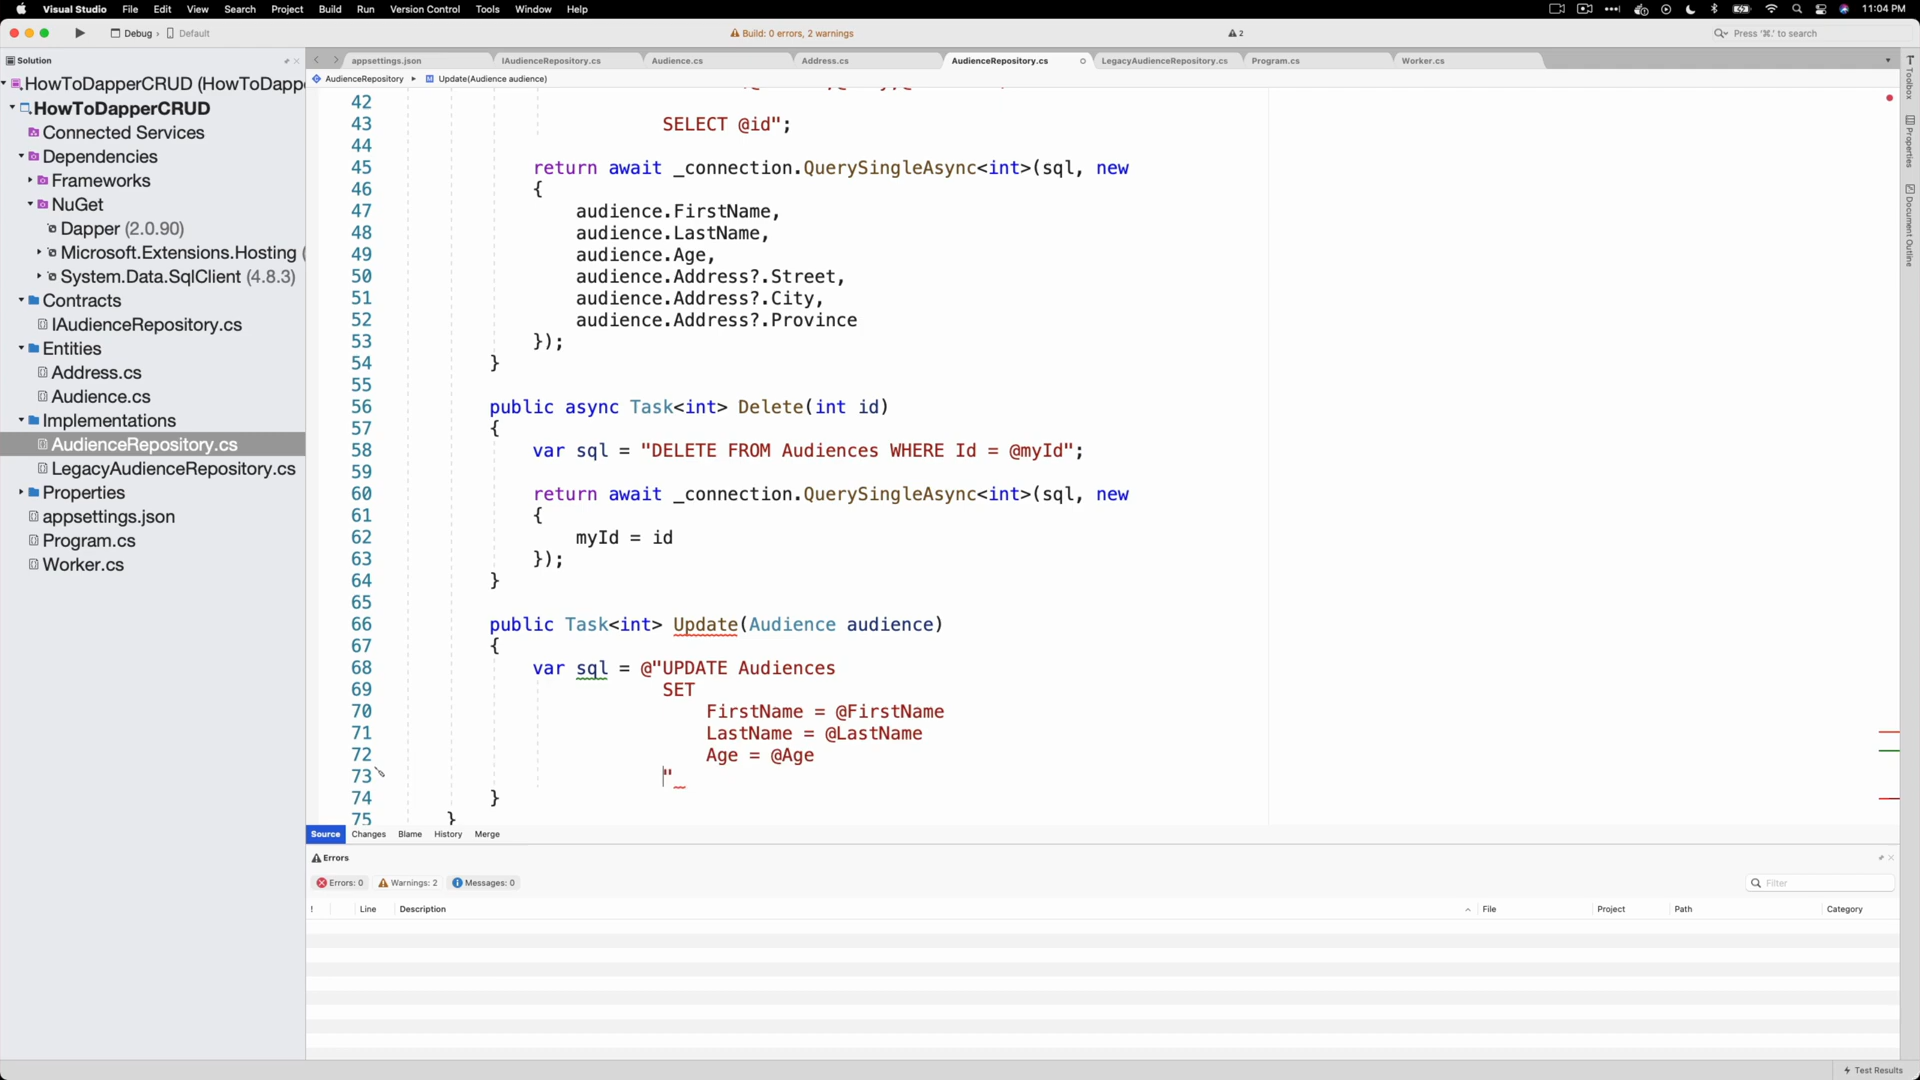 Visual Studio File Edit View Search Project Build Run Version Control Tools Window Help 11:04 PM
Debug Default Build: 0 errors, 2 warnings 2 Press '⌘.' to search
Solution
appsettings.json IAudienceRepository.cs Audience.cs Address.cs AudienceRepository.cs LegacyAudienceRepository.cs Program.cs Worker.cs
AudienceRepository Update(Audience audience)
HowToDapperCRUD (HowToDapp
HowToDapperCRUD
Connected Services
Dependencies
Frameworks
NuGet
Dapper (2.0.90)
Microsoft.Extensions.Hosting (
System.Data.SqlClient (4.8.3)
Contracts
IAudienceRepository.cs
Entities
Address.cs
Audience.cs
Implementations
AudienceRepository.cs
LegacyAudienceRepository.cs
Properties
appsettings.json
Program.cs
Worker.cs
42
43 SELECT @id";
44
45 return await _connection.QuerySingleAsync<int>(sql, new
46 {
47 audience.FirstName,
48 audience.LastName,
49 audience.Age,
50 audience.Address?.Street,
51 audience.Address?.City,
52 audience.Address?.Province
53 });
54 }
55
56 public async Task<int> Delete(int id)
57 {
58 var sql = "DELETE FROM Audiences WHERE Id = @myId";
59
60 return await _connection.QuerySingleAsync<int>(sql, new
61 {
62 myId = id
63 });
64 }
65
66 public Task<int> Update(Audience audience)
67 {
68 var sql = @"UPDATE Audiences
69 SET
70 FirstName = @FirstName
71 LastName = @LastName
72 Age = @Age
73 "
74 }
75 }
Source Changes Blame History Merge
Errors
Errors: 0 Warnings: 2 Messages: 0 Filter
! Line Description File Project Path Category
Test Results
Toolbox
Properties
Document Outline